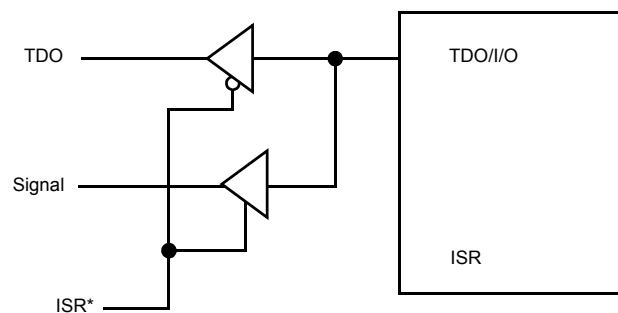 TDO
TDO/I/O
Signal
ISR
ISR*